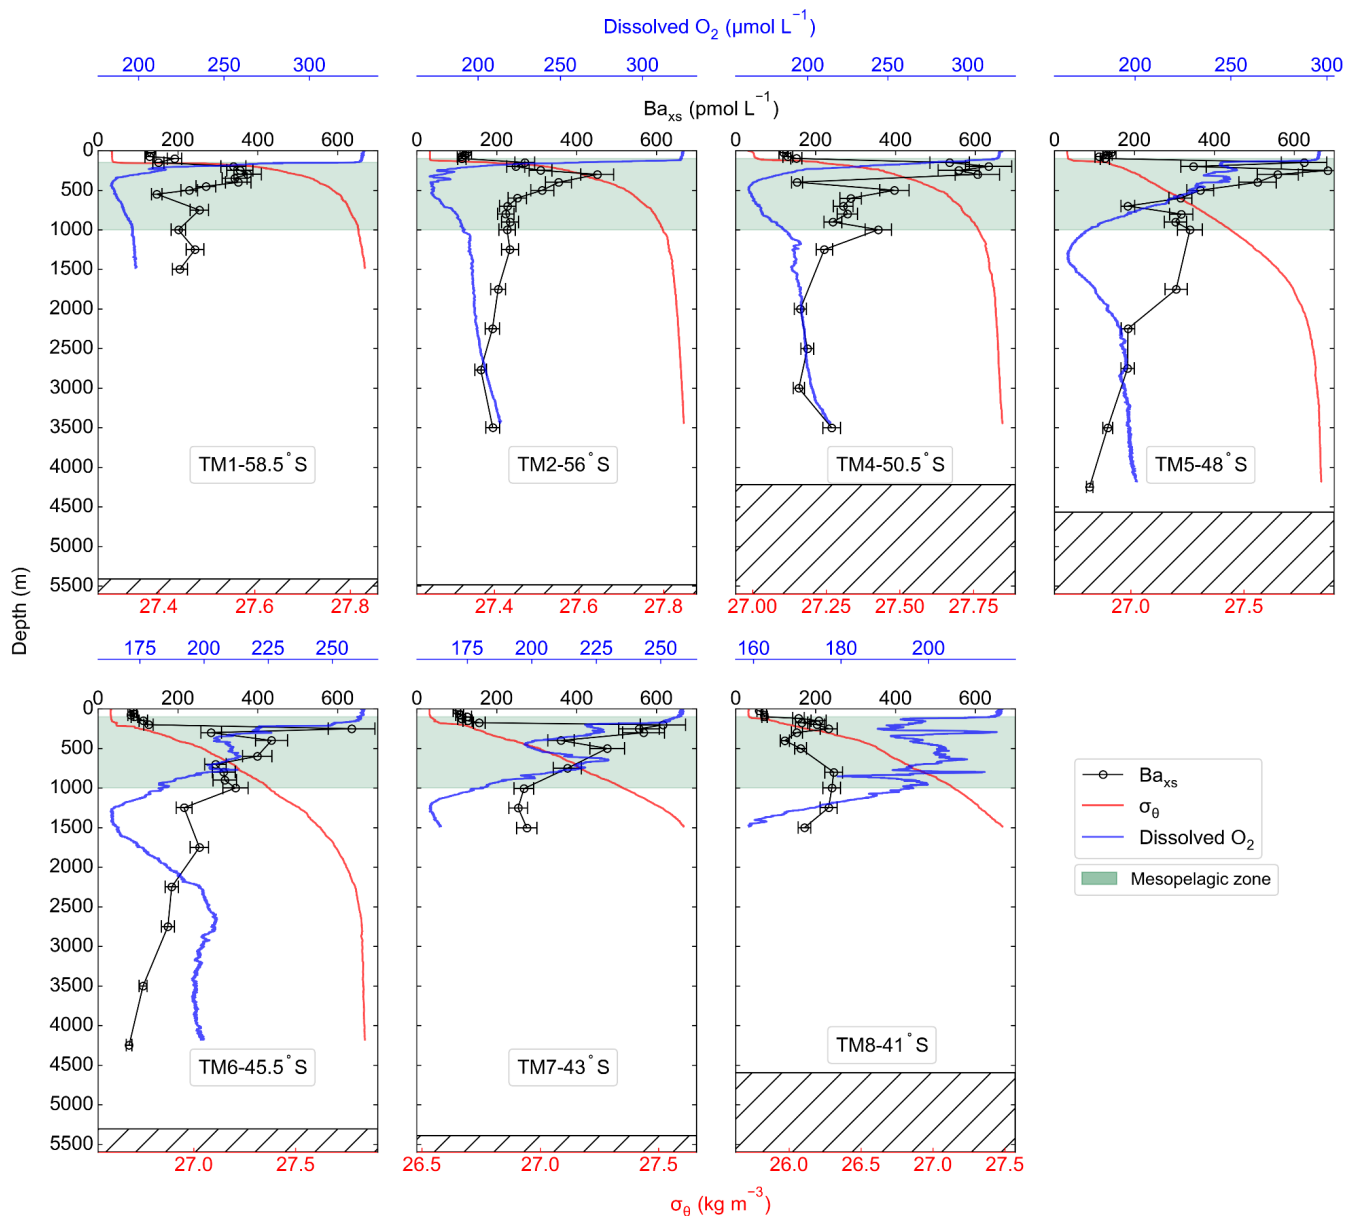 Dissolved O₂ (µmol L⁻¹)
200 250 300
200 250 300
200 250 300
200 240 260 300
Baₓₛ (pmol L⁻¹)
0 200 400 600
0 200 400 600
0 200 400 600
0 200 400 600
0
500
1000
1500
2000
2500
3000
3500
4000
4500
5000
5500
TM1-58.5°S
TM2-56°S
TM4-50.5°S
TM5-48°S
27.4 27.6 27.8
27.4 27.6 27.8
27.00 27.25 27.50 27.75
27.0 27.5
Depth (m)
175 200 225 250
175 200 225 250
160 180 200
0 200 400 600
0 200 400 600
0 200 400 600
0
500
1000
1500
2000
2500
3000
3500
4000
4500
5000
5500
TM6-45.5°S
TM7-43°S
TM8-41°S
27.0 27.5
26.5 27.0 27.5
26.0 26.5 27.0 27.5
Baₓₛ
σ_θ
Dissolved O₂
Mesopelagic zone
σ_θ (kg m⁻³)